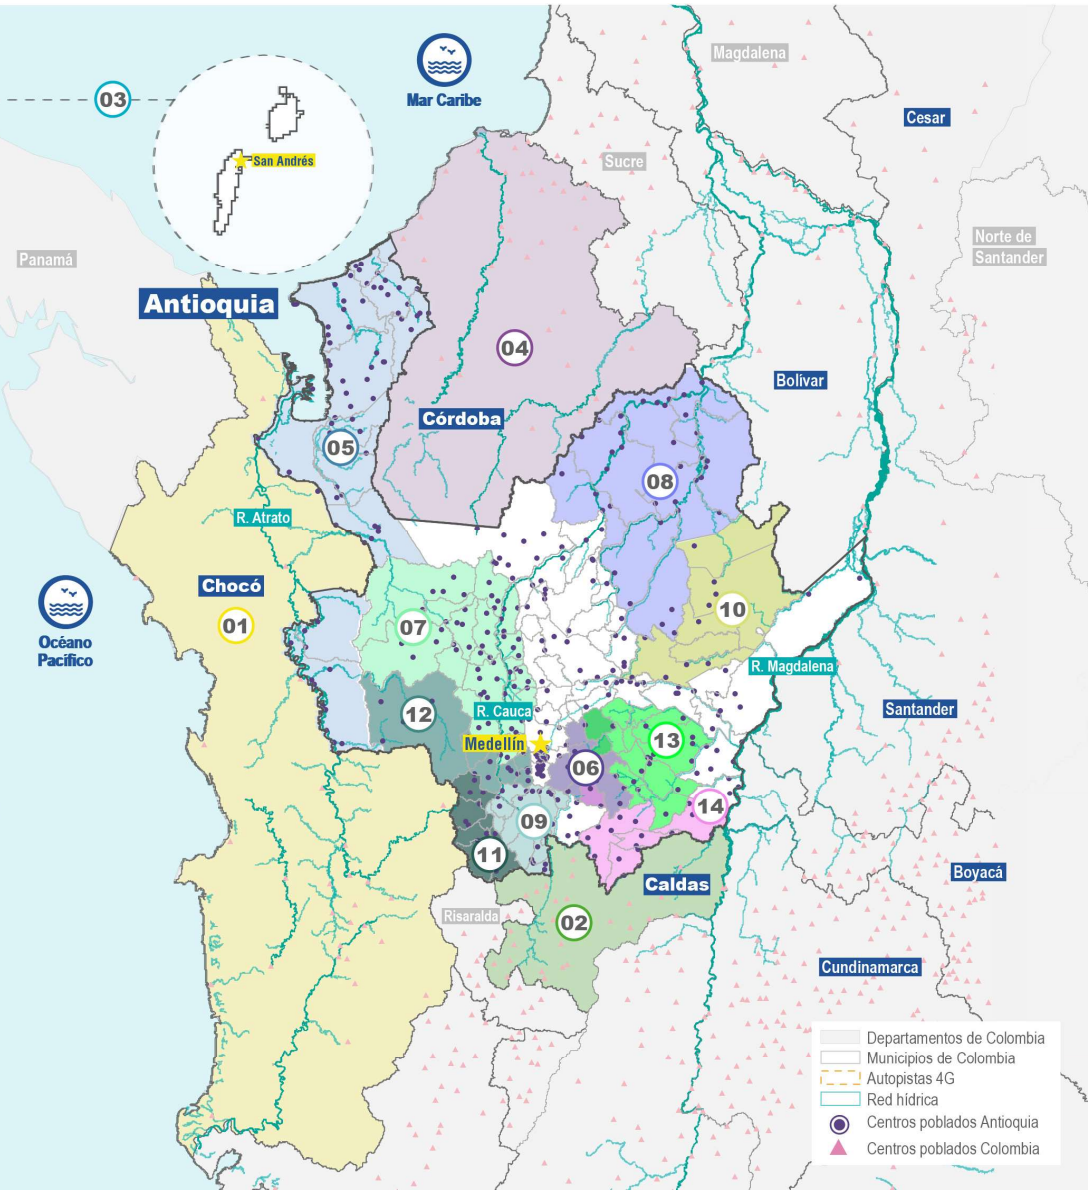 Magdalena
03
Mar Caribe
Cesar
San Andrés
Sucre
Norte de
Santander
Panamá
Antioquia
04
Bolívar
Córdoba
05
08
R. Atrato
Chocó
01
Océano
Pacífico
07
10
R. Magdalena
12
R. Cauca
Santander
Medellín
13
06
14
09
11
Boyacá
Caldas
Risaralda
02
Cundinamarca
Departamentos de Colombia
Municipios de Colombia
Autopistas 4G
Red hídrica
Centros poblados Antioquia
Centros poblados Colombia